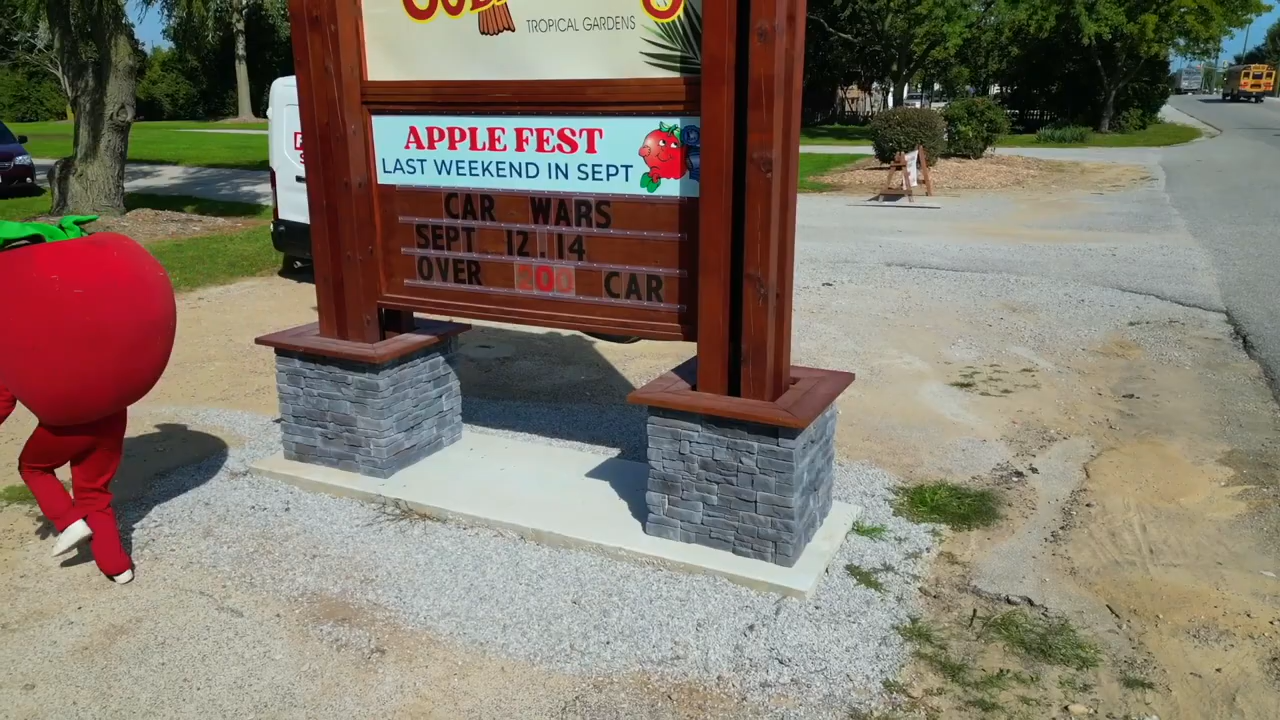 TROPICAL GARDENS
APPLE FEST
LAST WEEKEND IN SEPT
CAR WARS
SEPT 12.14
OVER 200 CAR